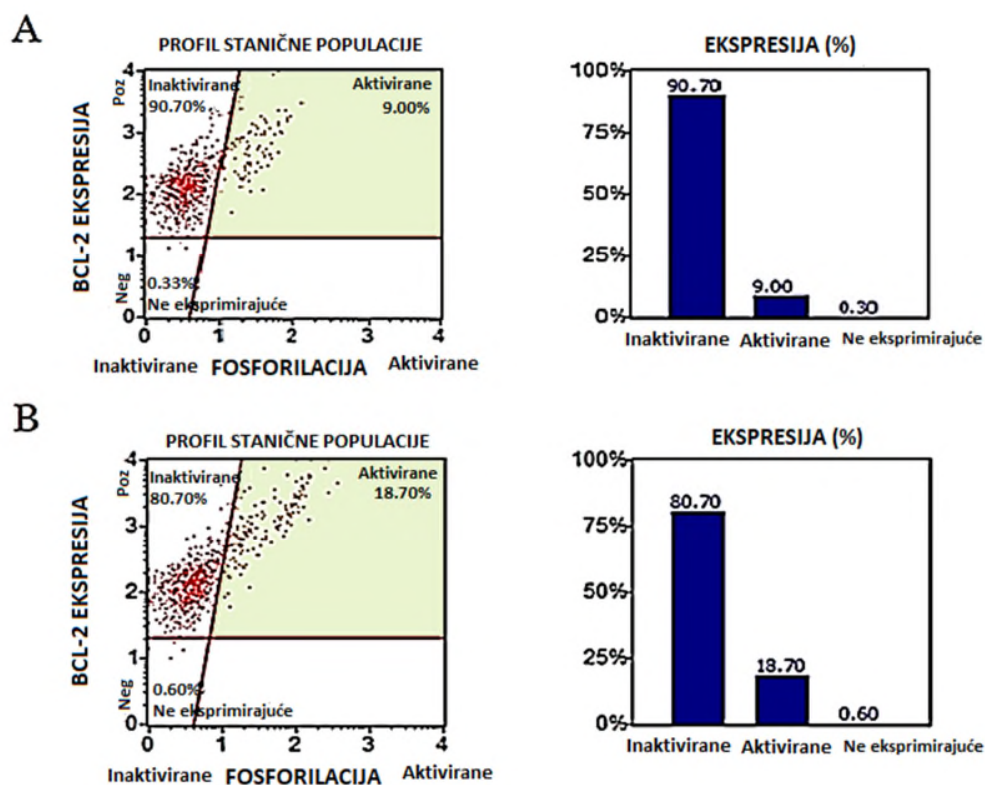 A
PROFIL STANIČNE POPULACIJE
BCL-2 EKSPRESIJA
Poz
Neg
4
3
2
1
0
Inaktivirane
90.70%
Aktivirane
9.00%
0.33%
Ne eksprimirajuće
0 1 2 3 4
Inaktivirane FOSFORILACIJA Aktivirane
EKSPRESIJA (%)
100%
75%
50%
25%
0%
90.70
9.00
0.30
Inaktivirane Aktivirane Ne eksprimirajuće
B
PROFIL STANIČNE POPULACIJE
BCL-2 EKSPRESIJA
Poz
Neg
4
3
2
1
0
Inaktivirane
80.70%
Aktivirane
18.70%
0.60%
Ne eksprimirajuće
0 1 2 3 4
Inaktivirane FOSFORILACIJA Aktivirane
EKSPRESIJA (%)
100%
75%
50%
25%
0%
80.70
18.70
0.60
Inaktivirane Aktivirane Ne eksprimirajuće